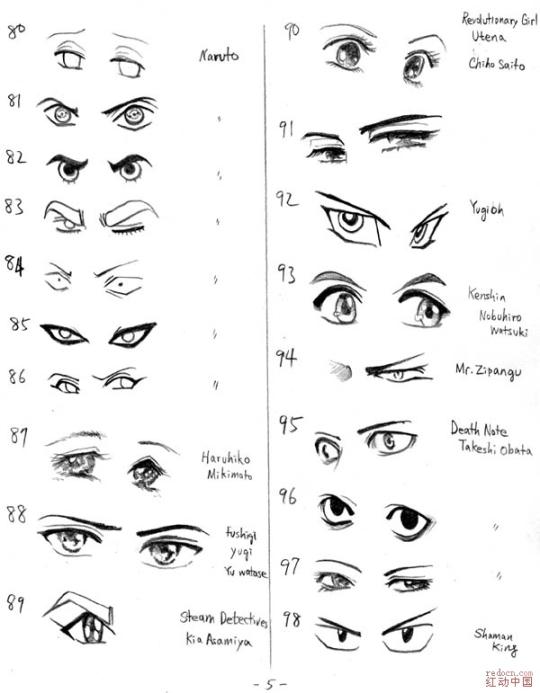 80
Naruto
81
〃
82
〃
83
〃
84
〃
85
〃
86
〃
87
Haruhiko
Mikimoto
88
Fushigi
yugi
Yu watase
89
Steam Detectives
Kia Asamiya
90
Revolutionary Girl
Utena
Chiho Saito
91
92
Yugioh
93
Kenshin
Nobuhiro
Watsuki
94
Mr. Zipangu
95
Death Note
Takeshi Obata
96
〃
97
〃
98
Shaman
King
- 5 -
redocn.com
红动中国